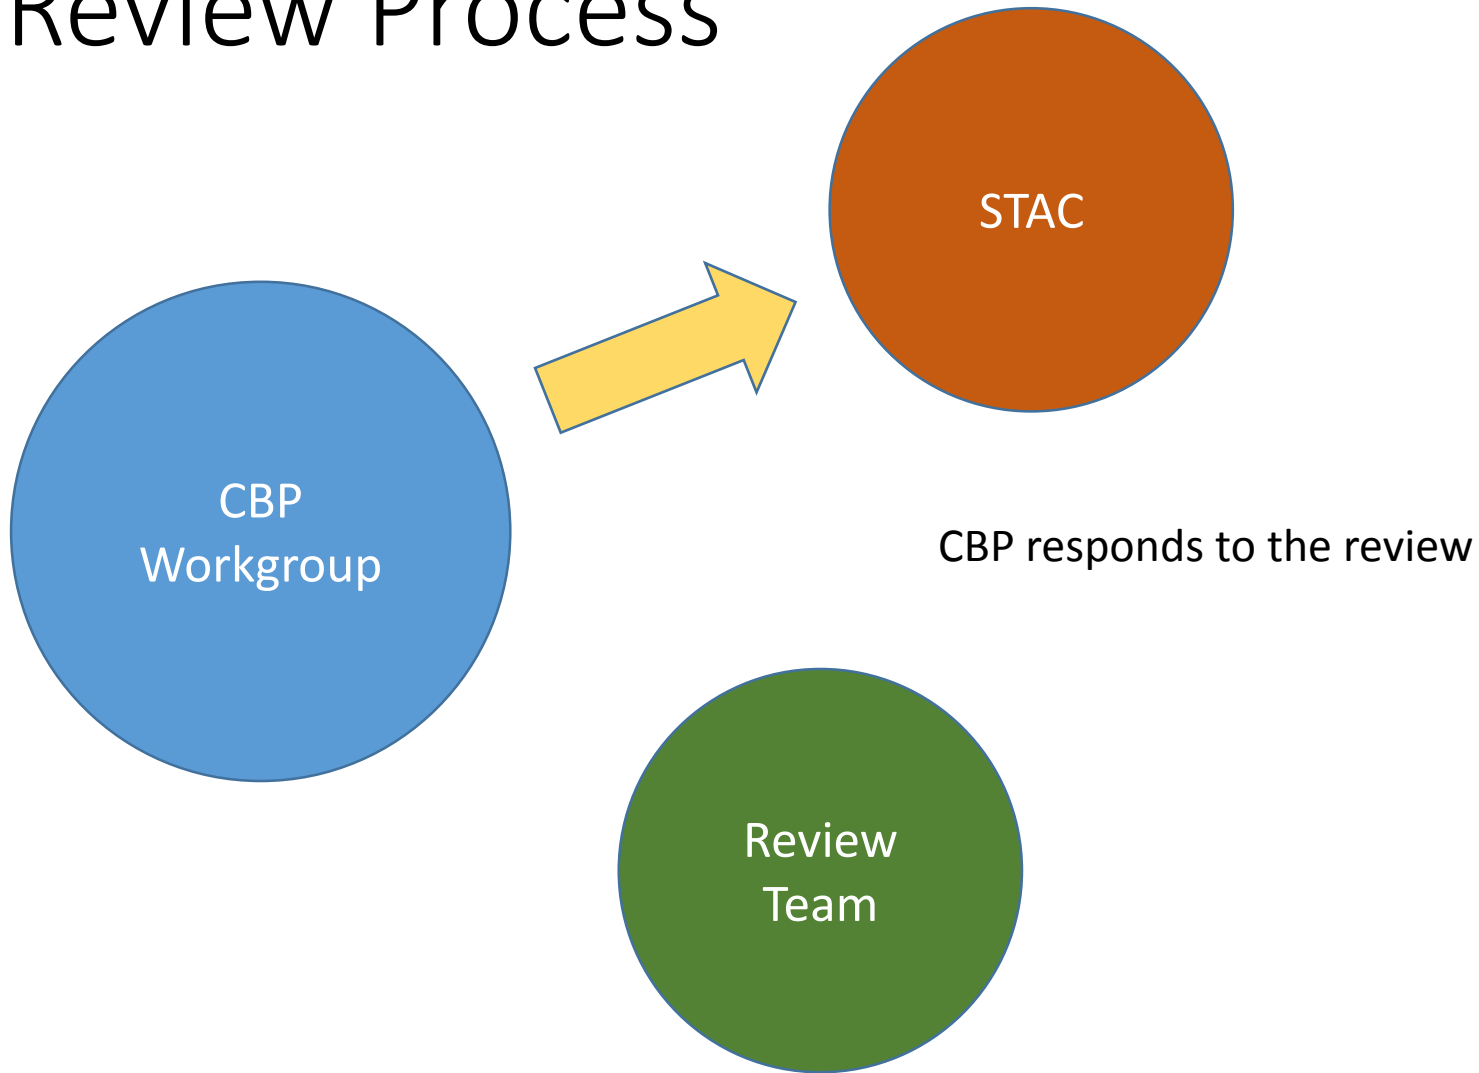 Review Process
STAC
CBP
Workgroup
CBP responds to the review
Review
Team